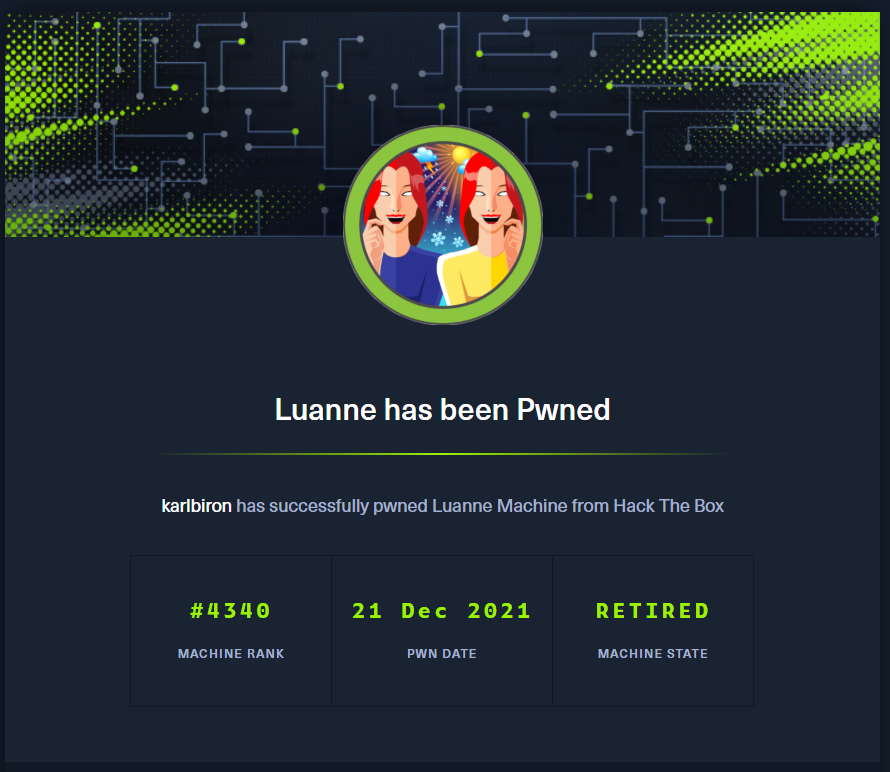 Luanne has been Pwned
karlbiron has successfully pwned Luanne Machine from Hack The Box
#4340 21 Dec 2021 RETIRED
MACHINE RANK PWN DATE MACHINE STATE